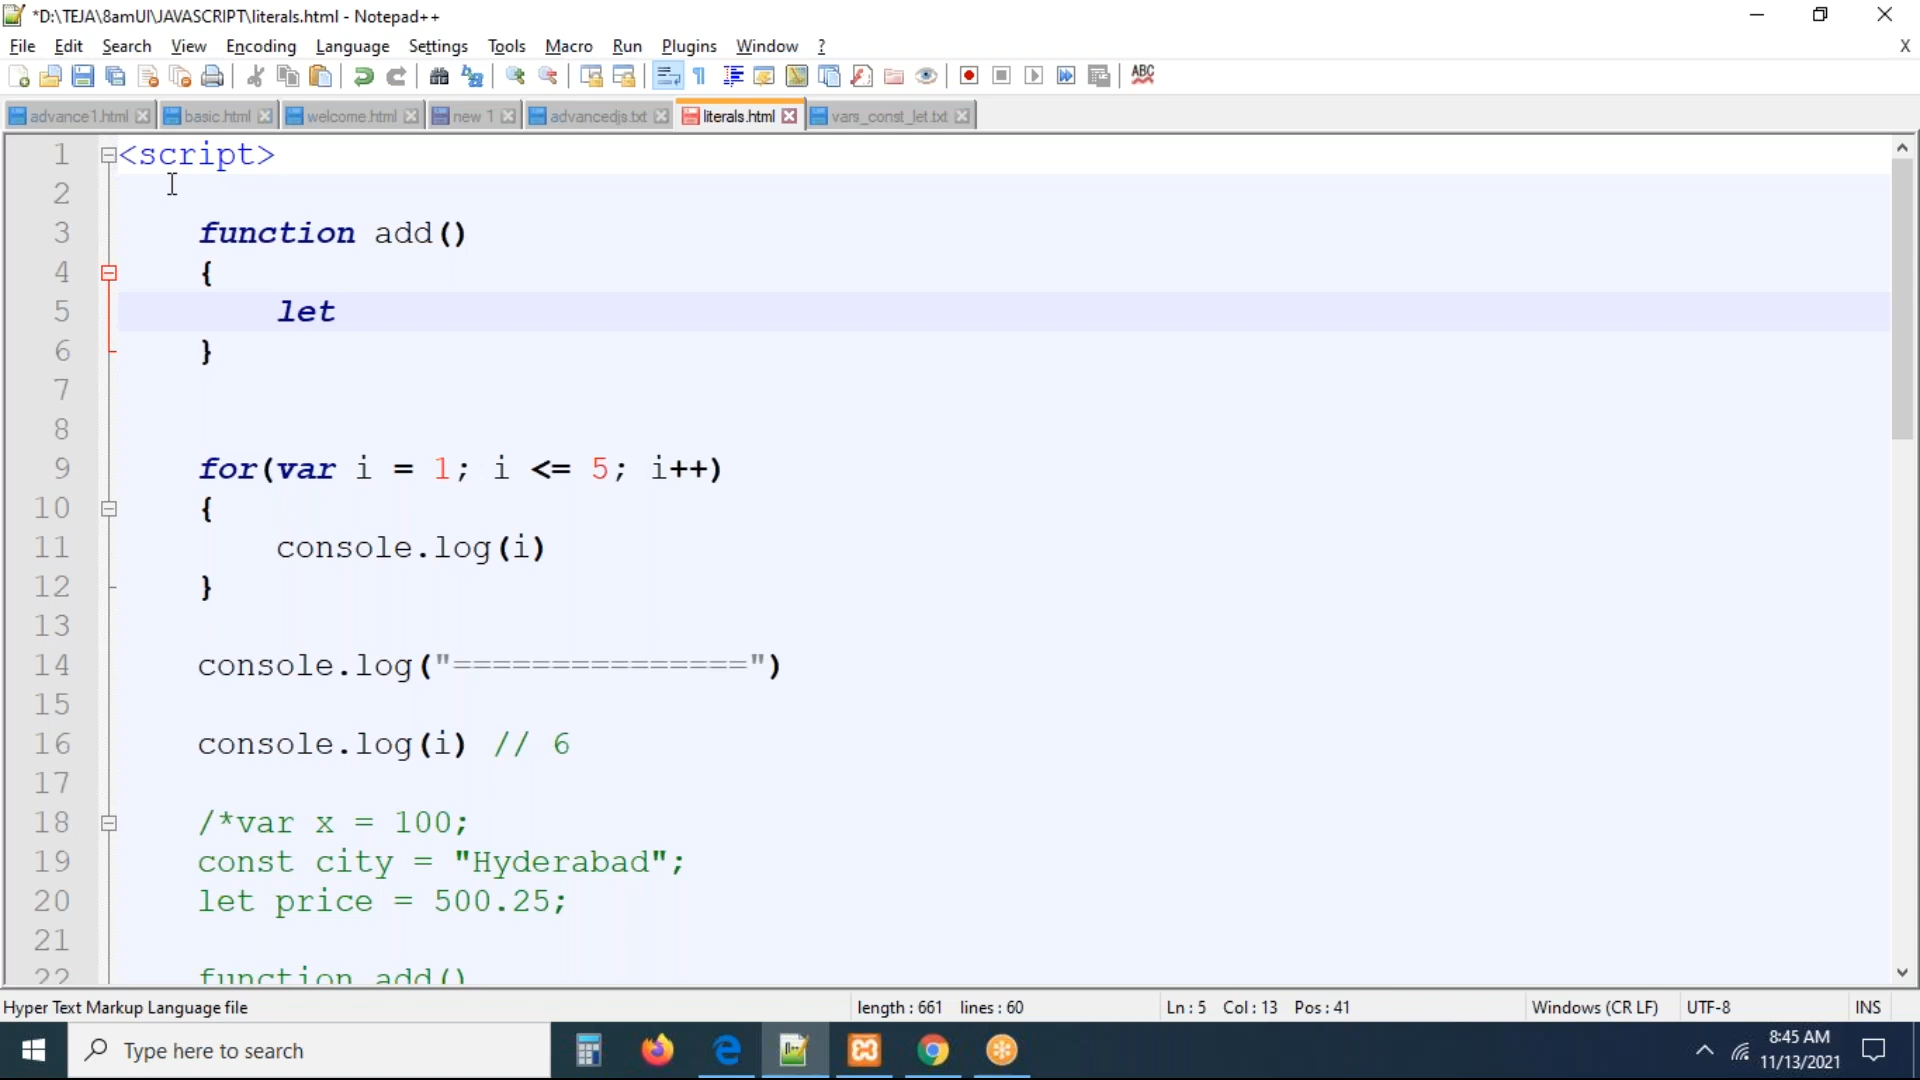 *D:\TEJA\8amUI\JAVASCRIPT\literals.html - Notepad++
File Edit Search View Encoding Language Settings Tools Macro Run Plugins Window ? X
ABC
advance1.html basic.html welcome.html new 1 advancedjs.txt literals.html vars_const_let.txt
1 <script>
2
3 function add()
4 {
5 let
6 }
7
8
9 for(var i = 1; i <= 5; i++)
10 {
11 console.log(i)
12 }
13
14 console.log("===============")
15
16 console.log(i) // 6
17
18 /*var x = 100;
19 const city = "Hyderabad";
20 let price = 500.25;
21
22 function add()
Hyper Text Markup Language file length : 661 lines : 60 Ln : 5 Col : 13 Pos : 41 Windows (CR LF) UTF-8 INS
Type here to search
8:45 AM
11/13/2021